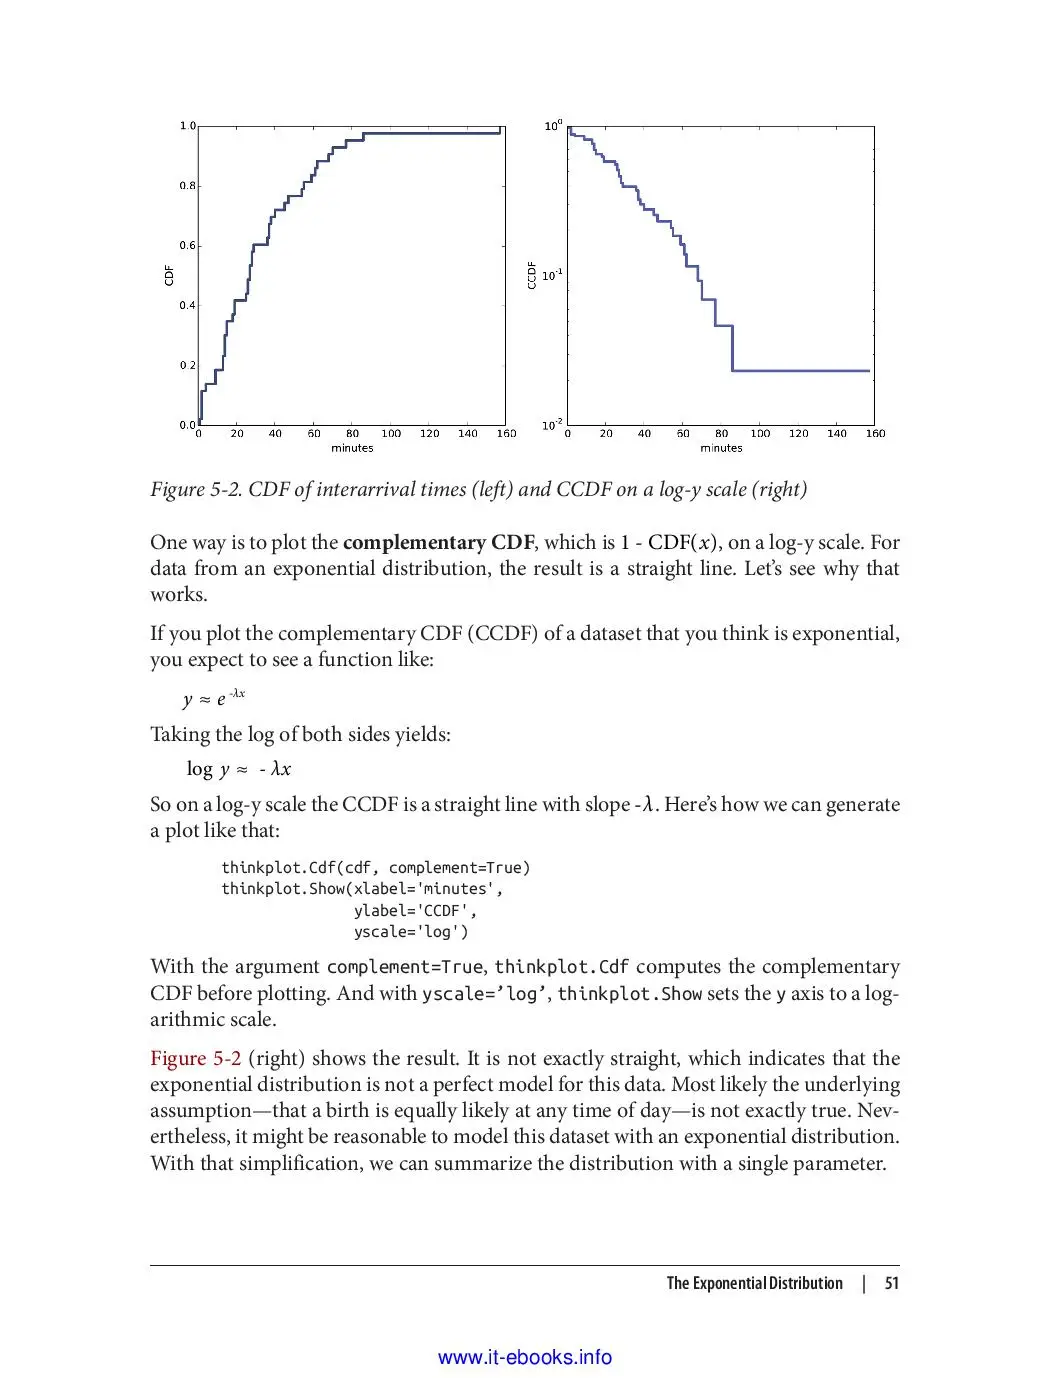 1.0
0.8
0.6
0.4
0.2
0.0
CDF
0 20 40 60 80 100 120 140 160
minutes
10^0
10^-1
10^-2
CCDF
0 20 40 60 80 100 120 140 160
minutes
Figure 5-2. CDF of interarrival times (left) and CCDF on a log-y scale (right)
One way is to plot the complementary CDF, which is 1 - CDF(x), on a log-y scale. For
data from an exponential distribution, the result is a straight line. Let’s see why that
works.
If you plot the complementary CDF (CCDF) of a dataset that you think is exponential,
you expect to see a function like:
y ≈ e^-λx
Taking the log of both sides yields:
log y ≈ - λx
So on a log-y scale the CCDF is a straight line with slope -λ. Here’s how we can generate
a plot like that:
thinkplot.Cdf(cdf, complement=True)
thinkplot.Show(xlabel='minutes',
ylabel='CCDF',
yscale='log')
With the argument complement=True, thinkplot.Cdf computes the complementary
CDF before plotting. And with yscale=’log’, thinkplot.Show sets the y axis to a log-
arithmic scale.
Figure 5-2 (right) shows the result. It is not exactly straight, which indicates that the
exponential distribution is not a perfect model for this data. Most likely the underlying
assumption—that a birth is equally likely at any time of day—is not exactly true. Nev-
ertheless, it might be reasonable to model this dataset with an exponential distribution.
With that simplification, we can summarize the distribution with a single parameter.
The Exponential Distribution | 51
www.it-ebooks.info